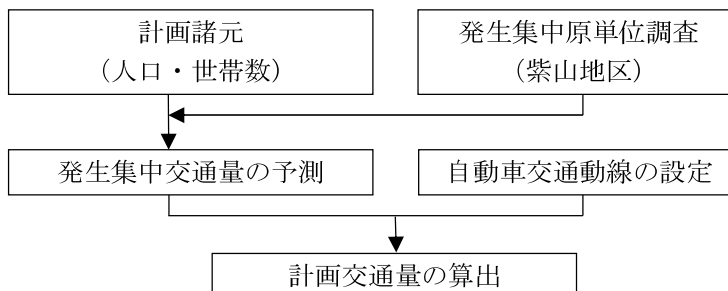 計画諸元
（人口・世帯数）
発生集中原単位調査
（紫山地区）
発生集中交通量の予測
自動車交通動線の設定
計画交通量の算出